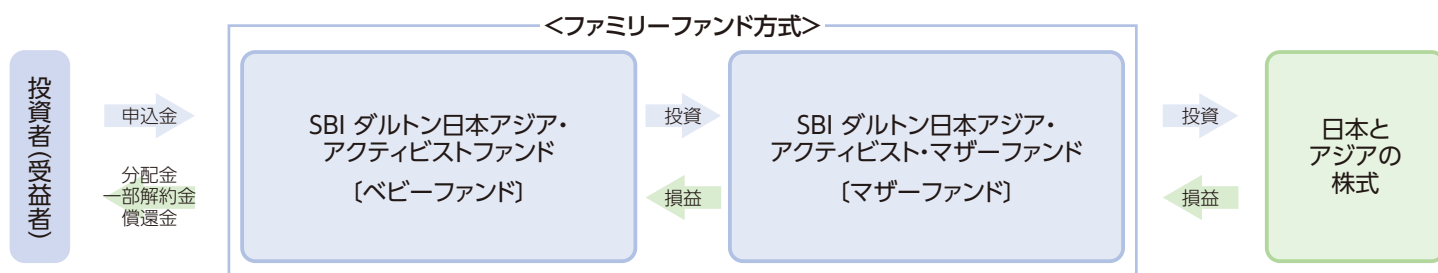 ＜ファミリーファンド方式＞
投資者（受益者）
申込金
分配金
一部解約金
償還金
SBI ダルトン日本アジア・
アクティビストファンド
〔ベビーファンド〕
投資
損益
SBI ダルトン日本アジア・
アクティビスト・マザーファンド
〔マザーファンド〕
投資
損益
日本と
アジアの
株式